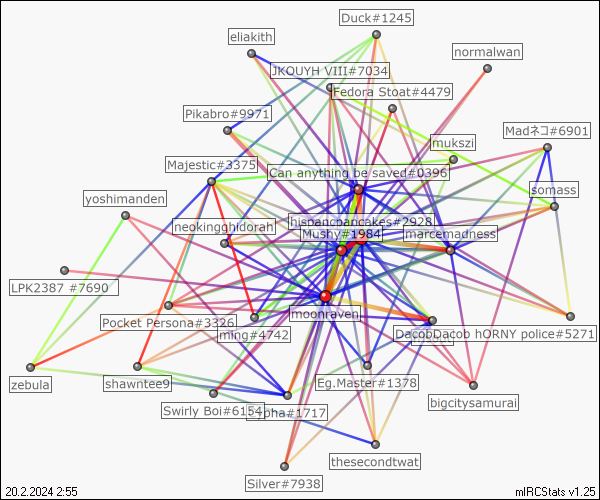 Duck#1245
eliakith
normalwan
JKOUYH VIII#7034
Fedora Stoat#4479
Pikabro#9971
Madネコ#6901
mukszi
Majestic#3375
Can anything be saved#0396
yoshimanden
somass
hispancpancakes#2928
neokingghidorah
Mushy#1984
marcemadness
LPK2387 #7690
moonraven
Pocket Persona#3326
ming#4742
DacobDacob hORNY police#5271
zebula
shawntee9
Eg.Master#1378
bigcitysamurai
Swirly Boi#6154
pha#1717
thesecondtwat
Silver#7938
20.2.2024 2:55
mIRCStats v1.25